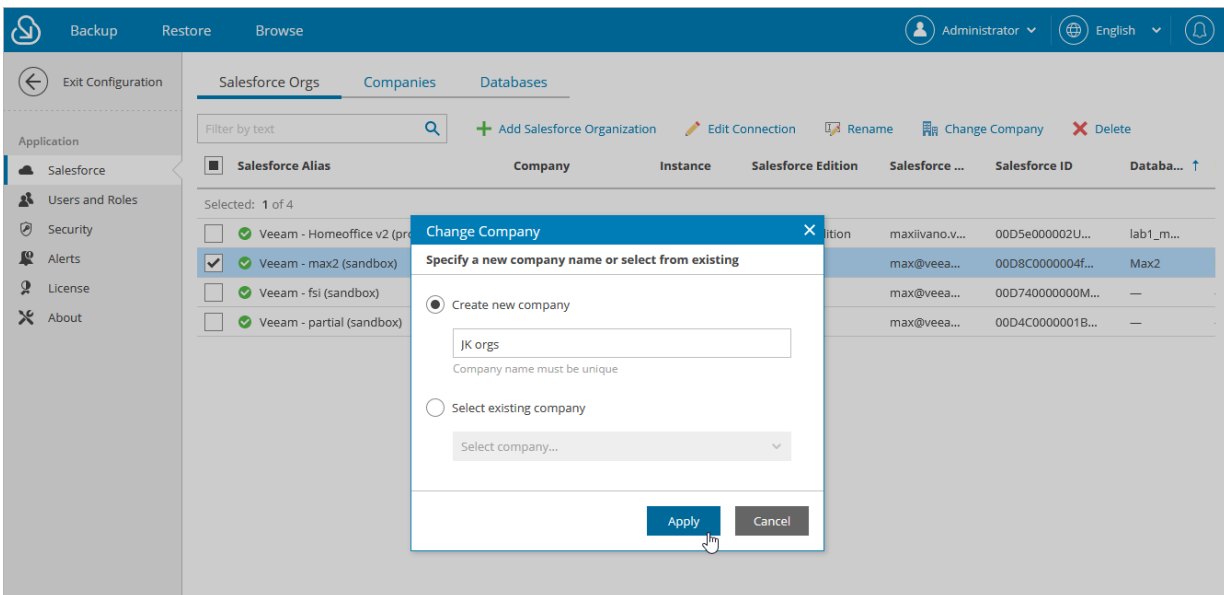 Backup Restore Browse Administrator English
Exit Configuration Salesforce Orgs Companies Databases
Filter by text Add Salesforce Organization Edit Connection Rename Change Company Delete
Application
Salesforce Alias Company Instance Salesforce Edition Salesforce ... Salesforce ID Databa...
Salesforce
Users and Roles
Security
Alerts
License
About
Selected: 1 of 4
Veeam - Homeoffice v2 (pro maxiivano.v... 00D5e000002U... lab1_m...
Veeam - max2 (sandbox) max@veea... 00D8C0000004f... Max2
Veeam - fsi (sandbox) max@veea... 00D740000000M... —
Veeam - partial (sandbox) max@veea... 00D4C0000001B... —
Change Company
Specify a new company name or select from existing
Create new company
JK orgs
Company name must be unique
Select existing company
Select company...
Apply Cancel